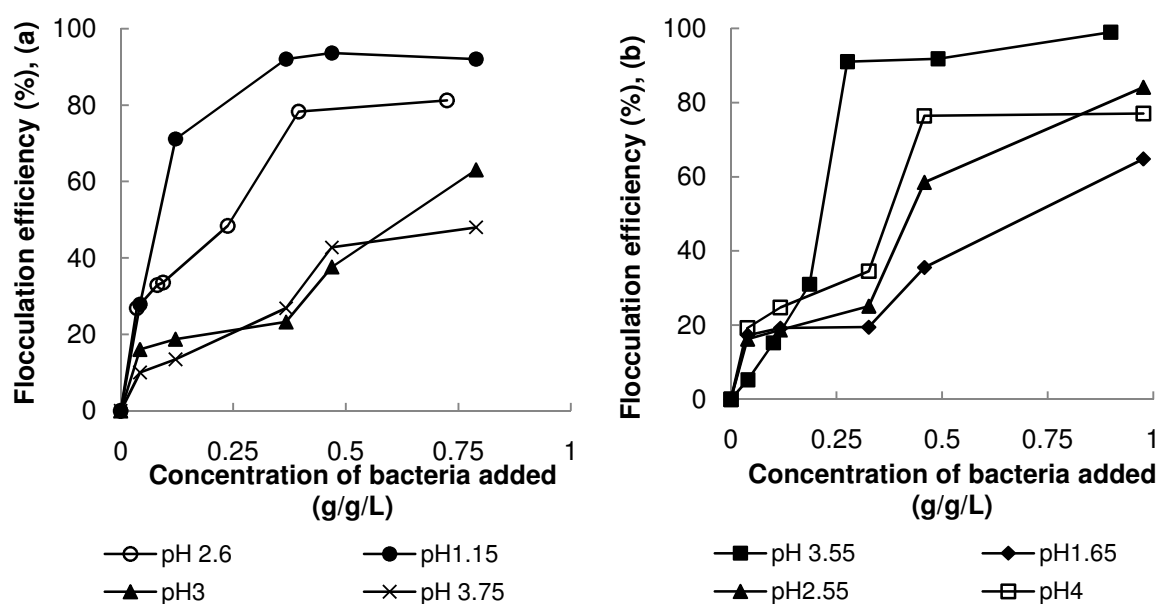 Flocculation efficiency (%), (a)
100
80
60
40
20
0
0 0.25 0.5 0.75 1
Concentration of bacteria added
(g/g/L)
pH 2.6 pH1.15
pH3 pH 3.75
Flocculation efficiency (%), (b)
100
80
60
40
20
0
0 0.25 0.5 0.75 1
Concentration of bacteria added
(g/g/L)
pH 3.55 pH1.65
pH2.55 pH4